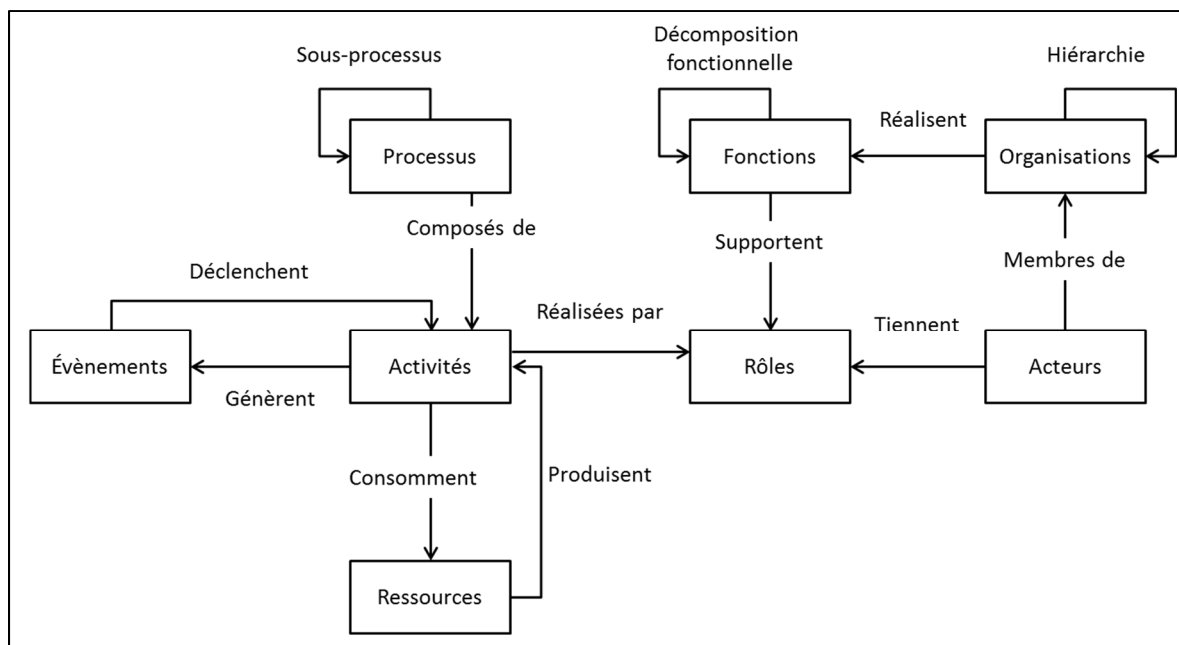 Sous-processus
Décomposition
fonctionnelle
Hiérarchie
Processus
Fonctions
Réalisent
Organisations
Composés de
Supportent
Membres de
Déclenchent
Réalisées par
Tiennent
Évènements
Activités
Rôles
Acteurs
Génèrent
Consomment
Produisent
Ressources